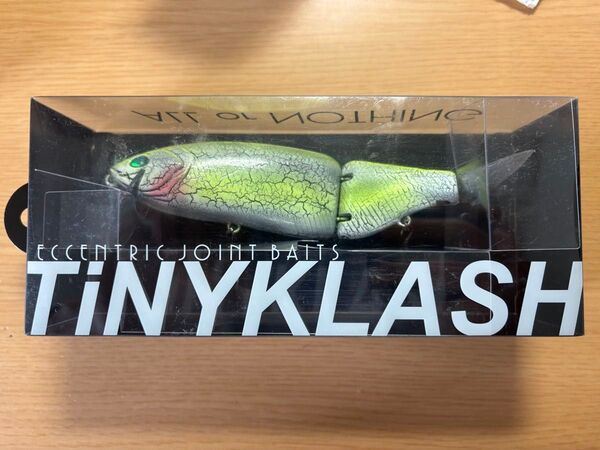 ALL or NOTHING
ECCENTRIC JOINT BAITS
TiNYKLASH